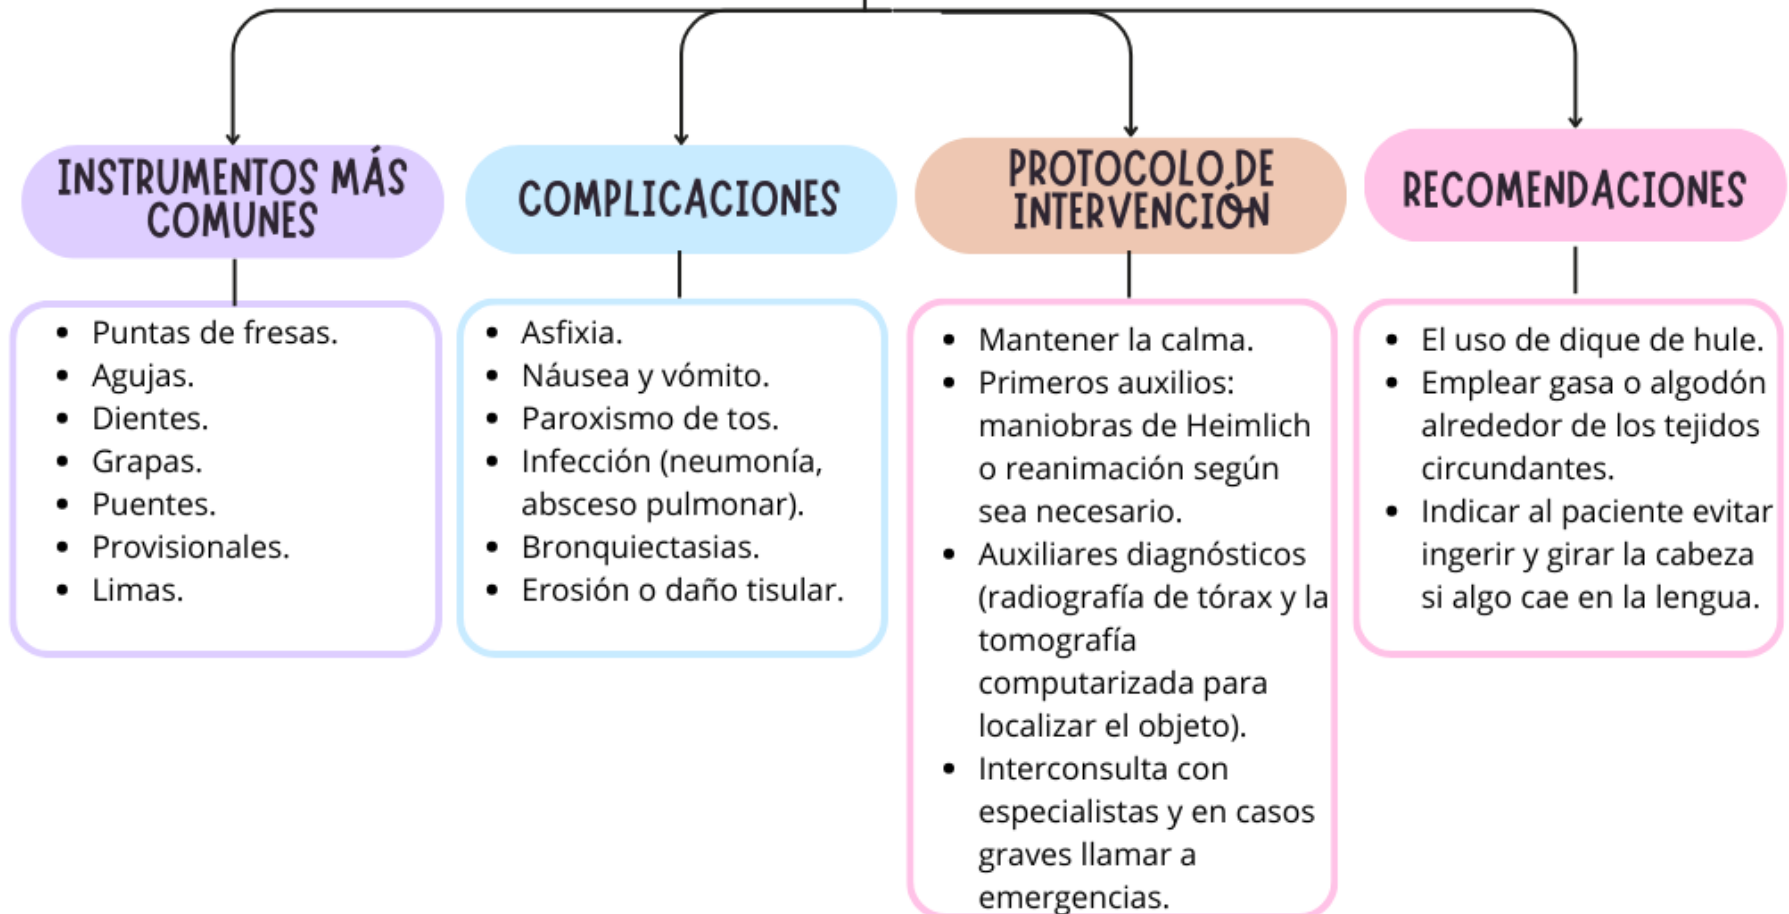 INSTRUMENTOS MÁS
COMUNES
• Puntas de fresas.
• Agujas.
• Dientes.
• Grapas.
• Puentes.
• Provisionales.
• Limas.
COMPLICACIONES
• Asfixia.
• Náusea y vómito.
• Paroxismo de tos.
• Infección (neumonía,
absceso pulmonar).
• Bronquiectasias.
• Erosión o daño tisular.
PROTOCOLO DE
INTERVENCIÓN
• Mantener la calma.
• Primeros auxilios:
maniobras de Heimlich
o reanimación según
sea necesario.
• Auxiliares diagnósticos
(radiografía de tórax y la
tomografía
computarizada para
localizar el objeto).
• Interconsulta con
especialistas y en casos
graves llamar a
emergencias.
RECOMENDACIONES
• El uso de dique de hule.
• Emplear gasa o algodón
alrededor de los tejidos
circundantes.
• Indicar al paciente evitar
ingerir y girar la cabeza
si algo cae en la lengua.